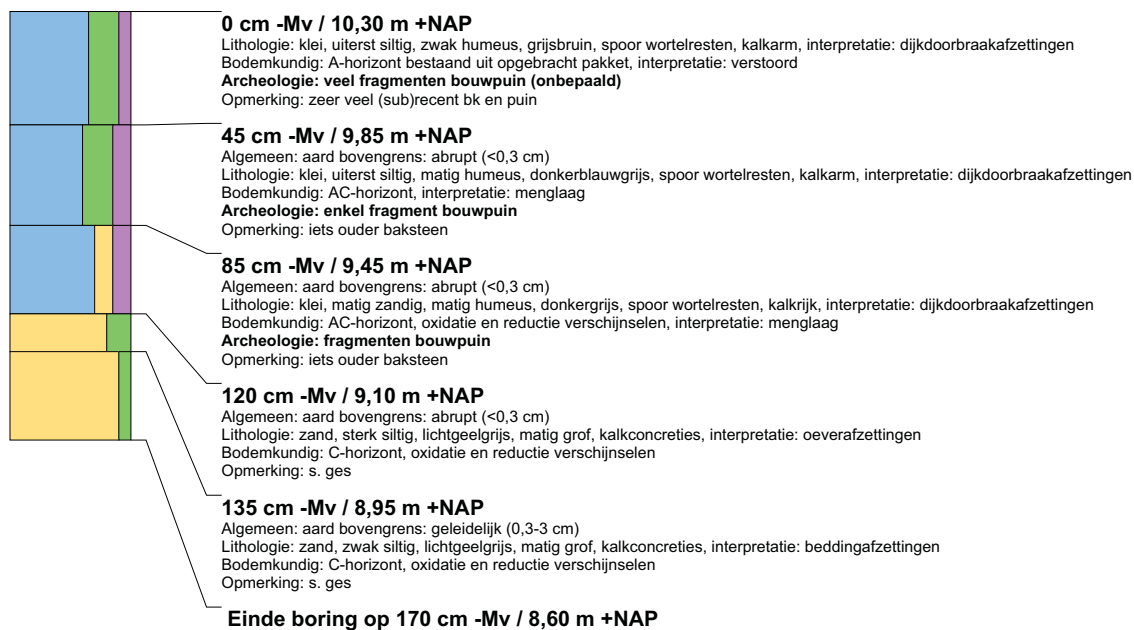 0 cm -Mv / 10,30 m +NAP
Lithologie: klei, uiterst siltig, zwak humeus, grijsbruin, spoor wortelresten, kalkarm, interpretatie: dijkdoorbraakafzettingen
Bodemkundig: A-horizont bestaand uit opgebracht pakket, interpretatie: verstoord
Archeologie: veel fragmenten bouwpuin (onbepaald)
Opmerking: zeer veel (sub)recent bk en puin
45 cm -Mv / 9,85 m +NAP
Algemeen: aard bovengrens: abrupt (<0,3 cm)
Lithologie: klei, uiterst siltig, matig humeus, donkerblauwgrijs, spoor wortelresten, kalkarm, interpretatie: dijkdoorbraakafzettingen
Bodemkundig: AC-horizont, interpretatie: menglaag
Archeologie: enkel fragment bouwpuin
Opmerking: iets ouder baksteen
85 cm -Mv / 9,45 m +NAP
Algemeen: aard bovengrens: abrupt (<0,3 cm)
Lithologie: klei, matig zandig, matig humeus, donkergrijs, spoor wortelresten, kalkrijk, interpretatie: dijkdoorbraakafzettingen
Bodemkundig: AC-horizont, oxidatie en reductie verschijnselen, interpretatie: menglaag
Archeologie: fragmenten bouwpuin
Opmerking: iets ouder baksteen
120 cm -Mv / 9,10 m +NAP
Algemeen: aard bovengrens: abrupt (<0,3 cm)
Lithologie: zand, sterk siltig, lichtgeelgrijs, matig grof, kalkconcreties, interpretatie: oeverafzettingen
Bodemkundig: C-horizont, oxidatie en reductie verschijnselen
Opmerking: s. ges
135 cm -Mv / 8,95 m +NAP
Algemeen: aard bovengrens: geleidelijk (0,3-3 cm)
Lithologie: zand, zwak siltig, lichtgeelgrijs, matig grof, kalkconcreties, interpretatie: beddingafzettingen
Bodemkundig: C-horizont, oxidatie en reductie verschijnselen
Opmerking: s. ges
Einde boring op 170 cm -Mv / 8,60 m +NAP